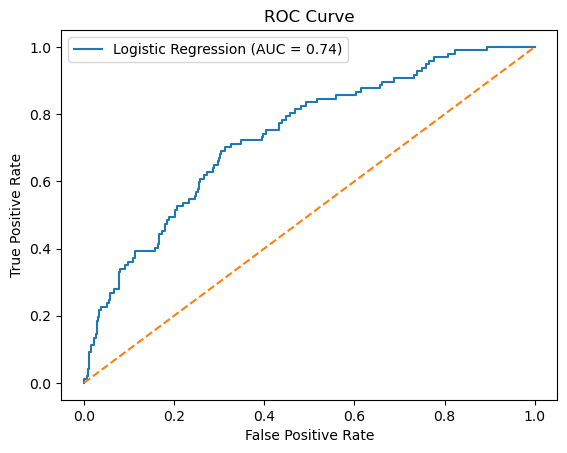 ROC Curve
Logistic Regression (AUC = 0.74)
True Positive Rate
1.0
0.8
0.6
0.4
0.2
0.0
0.0 0.2 0.4 0.6 0.8 1.0
False Positive Rate